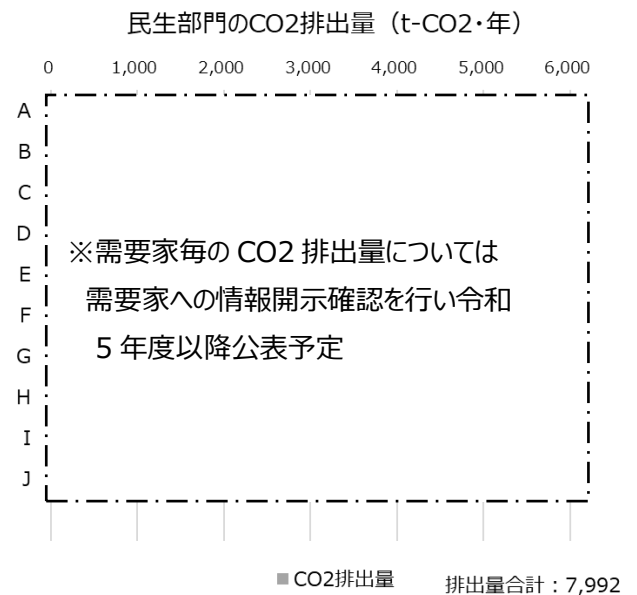 民生部門のCO2排出量（t-CO2・年）
0 1,000 2,000 3,000 4,000 5,000 6,000
A
B
C
D
E
F
G
H
I
J
※需要家毎の CO2 排出量については
需要家への情報開示確認を行い令和
5 年度以降公表予定
CO2排出量
排出量合計：7,992